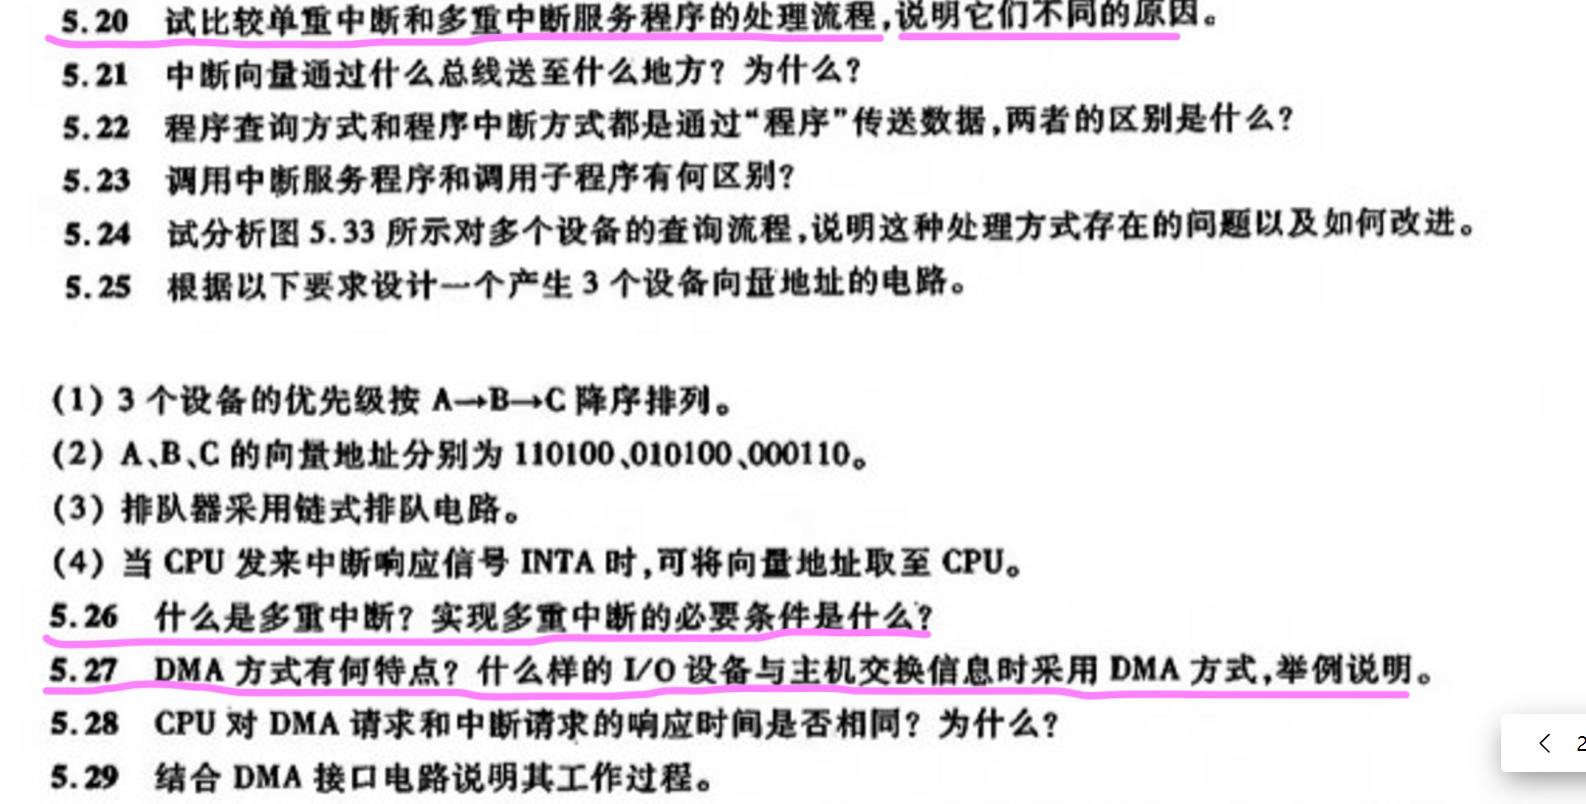 5.20 试比较单重中断和多重中断服务程序的处理流程,说明它们不同的原因。
5.21 中断向量通过什么总线送至什么地方? 为什么?
5.22 程序查询方式和程序中断方式都是通过“程序”传送数据,两者的区别是什么?
5.23 调用中断服务程序和调用子程序有何区别?
5.24 试分析图 5.33 所示对多个设备的查询流程,说明这种处理方式存在的问题以及如何改进。
5.25 根据以下要求设计一个产生 3 个设备向量地址的电路。
(1) 3 个设备的优先级按 A→B→C 降序排列。
(2) A、B、C 的向量地址分别为 110100、010100、000110。
(3) 排队器采用链式排队电路。
(4) 当 CPU 发来中断响应信号 INTA 时,可将向量地址取至 CPU。
5.26 什么是多重中断? 实现多重中断的必要条件是什么?
5.27 DMA 方式有何特点? 什么样的 I/O 设备与主机交换信息时采用 DMA 方式,举例说明。
5.28 CPU 对 DMA 请求和中断请求的响应时间是否相同? 为什么?
5.29 结合 DMA 接口电路说明其工作过程。
2